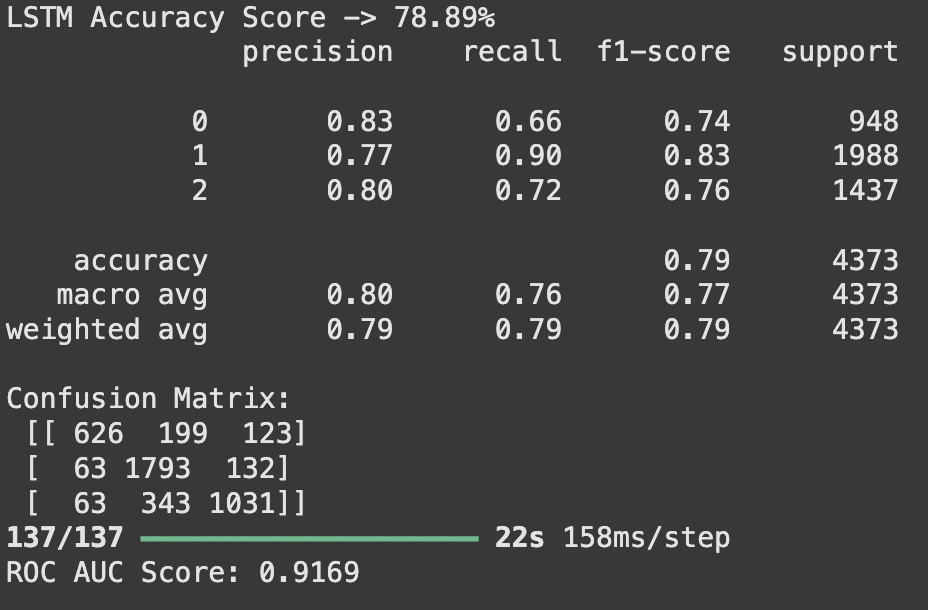 LSTM Accuracy Score -> 78.89%
precision recall f1-score support
0 0.83 0.66 0.74 948
1 0.77 0.90 0.83 1988
2 0.80 0.72 0.76 1437
accuracy 0.79 4373
macro avg 0.80 0.76 0.77 4373
weighted avg 0.79 0.79 0.79 4373
Confusion Matrix:
[[ 626 199 123]
[ 63 1793 132]
[ 63 343 1031]]
137/137 ━━━━━━━━━━━━━━━━━━━━ 22s 158ms/step
ROC AUC Score: 0.9169